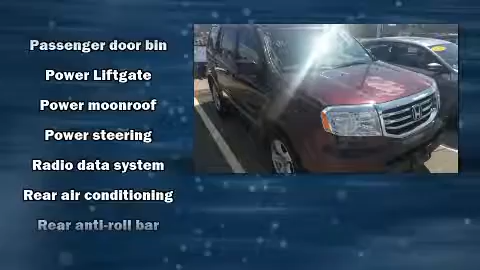 Passenger door bin
Power Liftgate
Power moonroof
Power steering
Radio data system
Rear air conditioning
Rear anti-roll bar